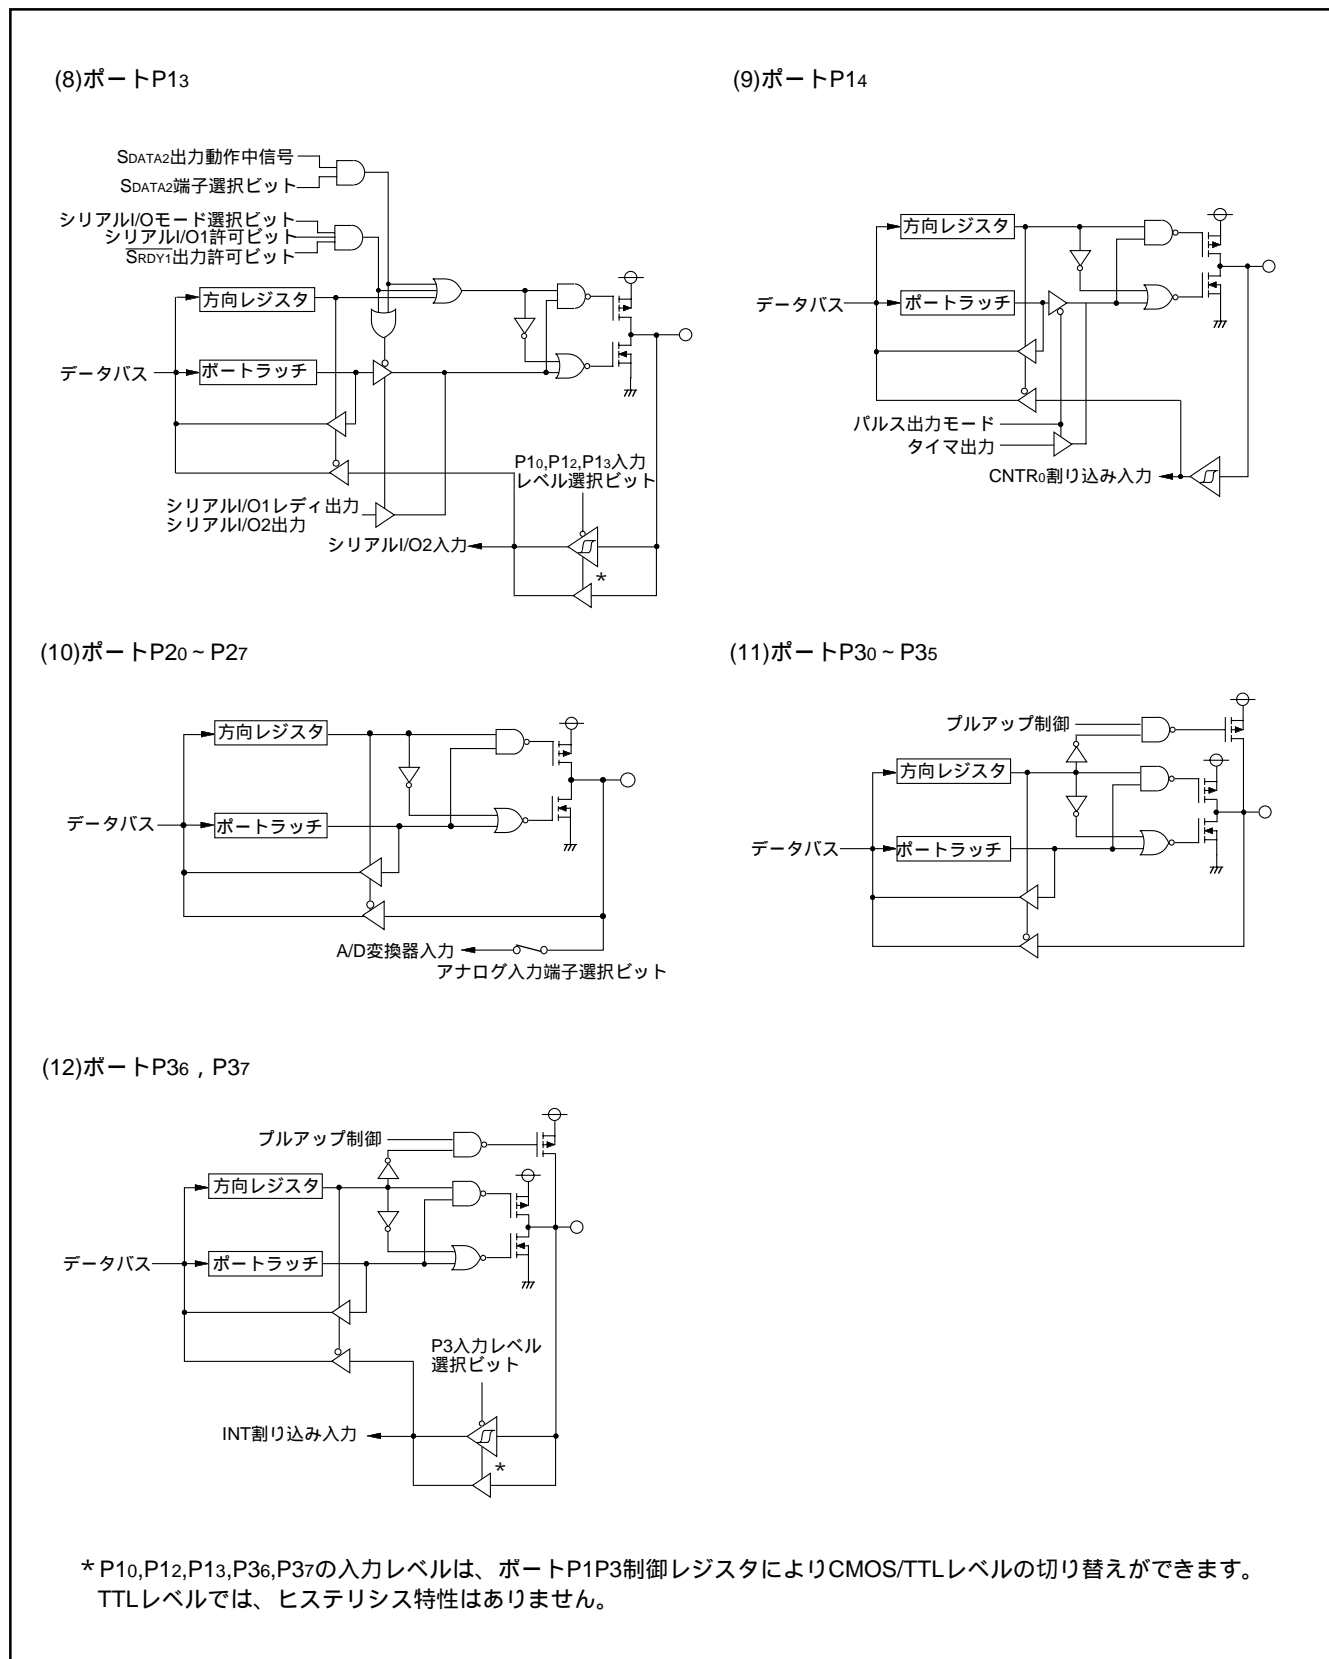 (8)ポートP13
SDATA2出力動作中信号
SDATA2端子選択ビット
シリアルI/Oモード選択ビット
シリアルI/O1許可ビット
SRDY1出力許可ビット
方向レジスタ
データバス
ポートラッチ
P10,P12,P13入力
レベル選択ビット
シリアルI/O1レディ出力
シリアルI/O2出力
シリアルI/O2入力
*
(9)ポートP14
方向レジスタ
データバス
ポートラッチ
パルス出力モード
タイマ出力
CNTR0割り込み入力
(10)ポートP20 ~ P27
方向レジスタ
データバス
ポートラッチ
A/D変換器入力
アナログ入力端子選択ビット
(11)ポートP30 ~ P35
プルアップ制御
方向レジスタ
データバス
ポートラッチ
(12)ポートP36 , P37
プルアップ制御
方向レジスタ
データバス
ポートラッチ
P3入力レベル
選択ビット
INT割り込み入力
*
* P10,P12,P13,P36,P37の入力レベルは、ポートP1P3制御レジスタによりCMOS/TTLレベルの切り替えができます。
TTLレベルでは、ヒステリシス特性はありません。